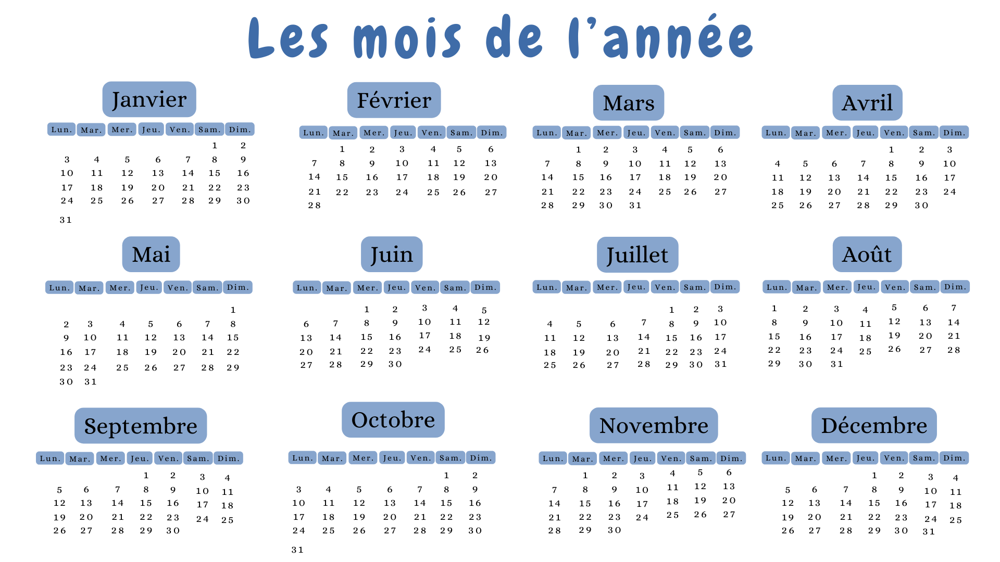 Les mois de l'année
Janvier
Lun. Mar. Mer. Jeu. Ven. Sam. Dim.
1 2
3 4 5 6 7 8 9
10 11 12 13 14 15 16
17 18 19 20 21 22 23
24 25 26 27 28 29 30
31
Février
Lun. Mar. Mer. Jeu. Ven. Sam. Dim.
1 2 3 4 5 6
7 8 9 10 11 12 13
14 15 16 17 18 19 20
21 22 23 24 25 26 27
28
Mars
Lun. Mar. Mer. Jeu. Ven. Sam. Dim.
1 2 3 4 5 6
7 8 9 10 11 12 13
14 15 16 17 18 19 20
21 22 23 24 25 26 27
28 29 30 31
Avril
Lun. Mar. Mer. Jeu. Ven. Sam. Dim.
1 2 3
4 5 6 7 8 9 10
11 12 13 14 15 16 17
18 19 20 21 22 23 24
25 26 27 28 29 30
Mai
Lun. Mar. Mer. Jeu. Ven. Sam. Dim.
1
2 3 4 5 6 7 8
9 10 11 12 13 14 15
16 17 18 19 20 21 22
23 24 25 26 27 28 29
30 31
Juin
Lun. Mar. Mer. Jeu. Ven. Sam. Dim.
1 2 3 4 5
6 7 8 9 10 11 12
13 14 15 16 17 18 19
20 21 22 23 24 25 26
27 28 29 30
Juillet
Lun. Mar. Mer. Jeu. Ven. Sam. Dim.
1 2 3
4 5 6 7 8 9 10
11 12 13 14 15 16 17
18 19 20 21 22 23 24
25 26 27 28 29 30 31
Août
Lun. Mar. Mer. Jeu. Ven. Sam. Dim.
1 2 3 4 5 6 7
8 9 10 11 12 13 14
15 16 17 18 19 20 21
22 23 24 25 26 27 28
29 30 31
Septembre
Lun. Mar. Mer. Jeu. Ven. Sam. Dim.
1 2 3 4
5 6 7 8 9 10 11
12 13 14 15 16 17 18
19 20 21 22 23 24 25
26 27 28 29 30
Octobre
Lun. Mar. Mer. Jeu. Ven. Sam. Dim.
1 2
3 4 5 6 7 8 9
10 11 12 13 14 15 16
17 18 19 20 21 22 23
24 25 26 27 28 29 30
31
Novembre
Lun. Mar. Mer. Jeu. Ven. Sam. Dim.
1 2 3 4 5 6
7 8 9 10 11 12 13
14 15 16 17 18 19 20
21 22 23 24 25 26 27
28 29 30
Décembre
Lun. Mar. Mer. Jeu. Ven. Sam. Dim.
1 2 3 4
5 6 7 8 9 10 11
12 13 14 15 16 17 18
19 20 21 22 23 24 25
26 27 28 29 30 31